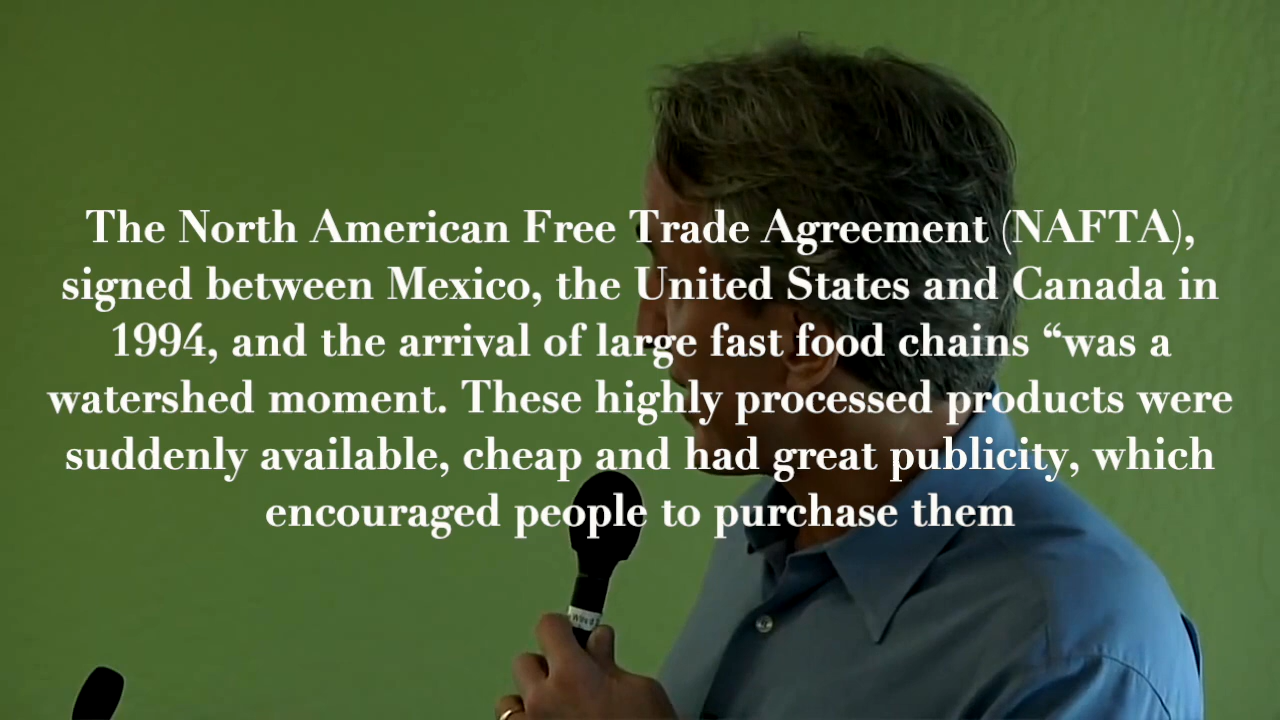 The North American Free Trade Agreement (NAFTA),
signed between Mexico, the United States and Canada in
1994, and the arrival of large fast food chains “was a
watershed moment. These highly processed products were
suddenly available, cheap and had great publicity, which
encouraged people to purchase them